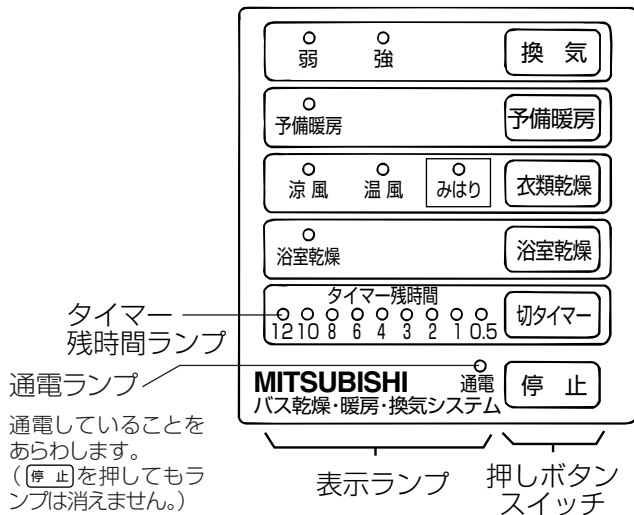 弱 強 換 気
予備暖房 予備暖房
涼 風 温 風 みはり 衣類乾燥
浴室乾燥 浴室乾燥
タイマー残時間
12 10 8 6 4 3 2 1 0.5 切タイマー
MITSUBISHI 通電 停 止
バス乾燥・暖房・換気システム
タイマー
残時間ランプ
通電ランプ
通電していることを
あらわします。
(停 止を押してもラ
ンプは消えません。)
表示ランプ
押しボタン
スイッチ